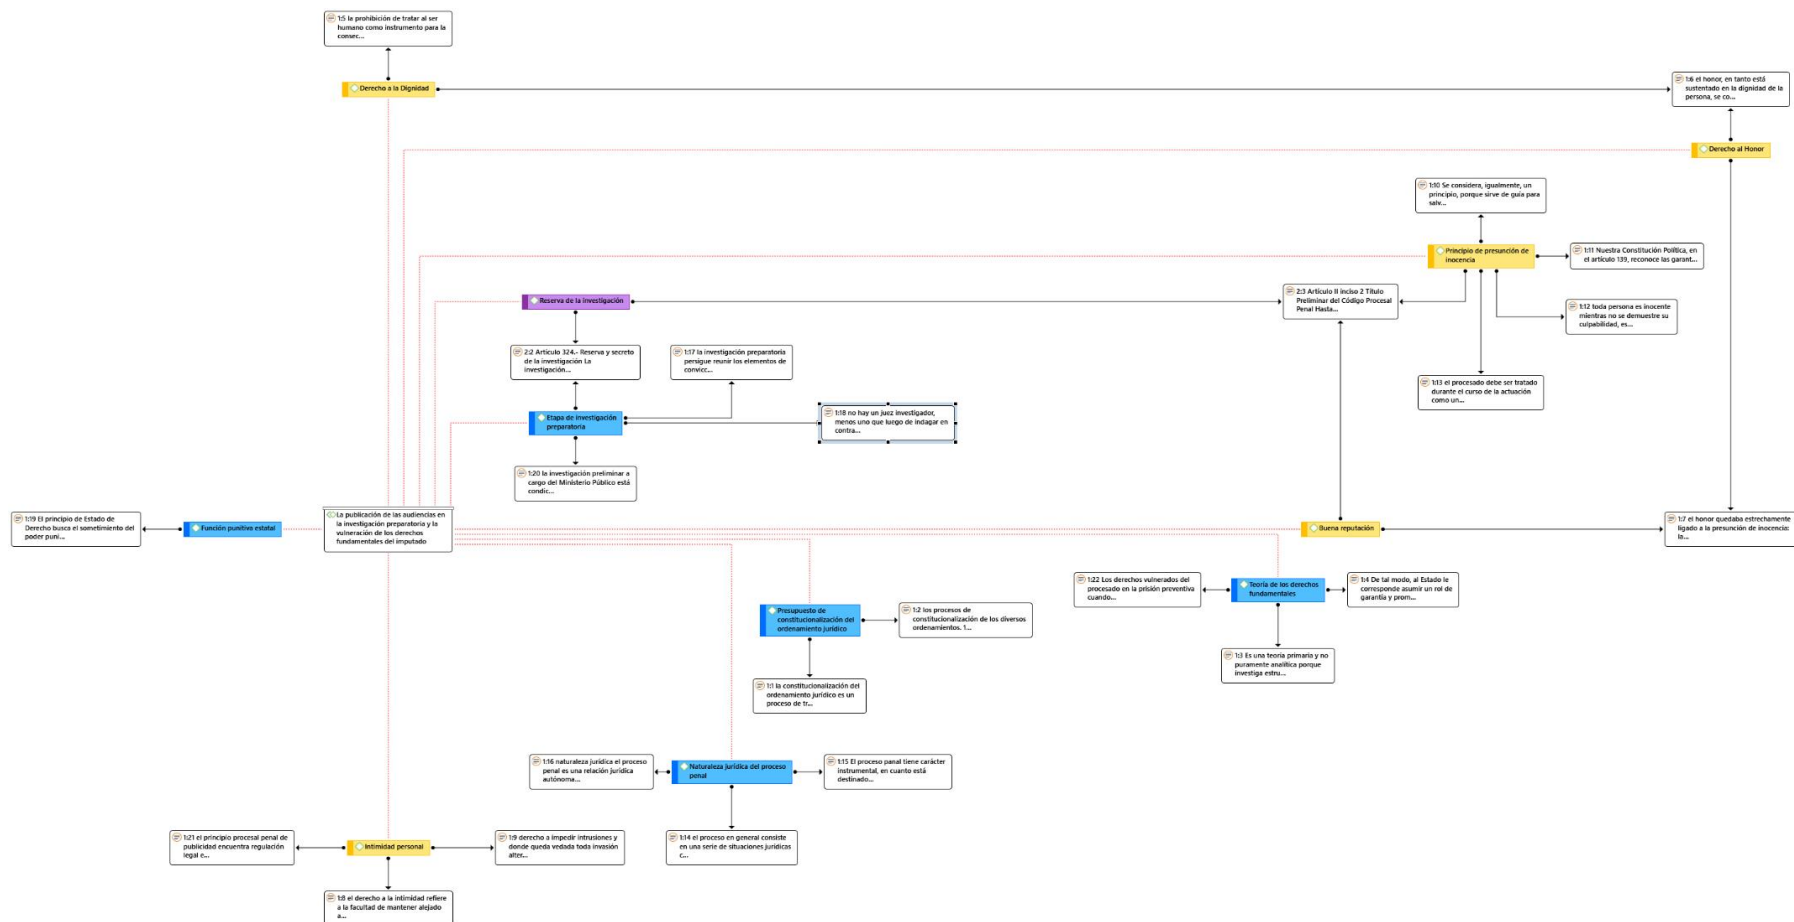 1:5 la prohibición de tratar al ser
humano como instrumento para la
consec...
Derecho a la Dignidad
1:6 el honor, en tanto está
sustentado en la dignidad de la
persona, se co...
Derecho al Honor
1:10 Se considera, igualmente, un
principio, porque sirve de guía para
salv...
Principio de presunción de
inocencia
1:11 Nuestra Constitución Política, en
el artículo 139, reconoce las garant...
Reserva de la investigación
2:3 Artículo II inciso 2 Título
Preliminar del Código Procesal
Penal Hasta...
1:12 toda persona es inocente
mientras no se demuestre su
culpabilidad, es...
2:2 Artículo 324.- Reserva y secreto
de la investigación La
investigación...
1:17 la investigación preparatoria
persigue reunir los elementos de
convicc...
1:13 el procesado debe ser tratado
durante el curso de la actuación
como un...
Etapa de investigación
preparatoria
1:18 no hay un juez investigador,
menos uno que luego de indagar en
contra...
1:20 la investigación preliminar a
cargo del Ministerio Público está
condic...
1:19 El principio de Estado de
Derecho busca el sometimiento del
poder puni...
Función punitiva estatal
La publicación de las audiencias en
la investigación preparatoria y la
vulneración de los derechos
fundamentales del imputado
Buena reputación
1:7 el honor quedaba estrechamente
ligado a la presunción de inocencia:
la...
1:22 Los derechos vulnerados del
procesado en la prisión preventiva
cuando...
Teoría de los derechos
fundamentales
1:4 De tal modo, al Estado le
corresponde asumir un rol de
garantía y prom...
Presupuesto de
constitucionalización del
ordenamiento jurídico
1:2 los procesos de
constitucionalización de los diversos
ordenamientos. 1...
1:3 Es una teoría primaria y no
puramente analítica porque
investiga estru...
1:1 la constitucionalización del
ordenamiento jurídico es un
proceso de tr...
1:16 naturaleza jurídica el proceso
penal es una relación jurídica
autónoma...
Naturaleza jurídica del proceso
penal
1:15 El proceso panal tiene carácter
instrumental, en cuanto está
destinado...
1:21 el principio procesal penal de
publicidad encuentra regulación
legal e...
Intimidad personal
1:9 derecho a impedir intrusiones y
donde queda vedada toda invasión
alter...
1:14 el proceso en general consiste
en una serie de situaciones jurídicas
c...
1:8 el derecho a la intimidad refiere
a la facultad de mantener alejado
a...